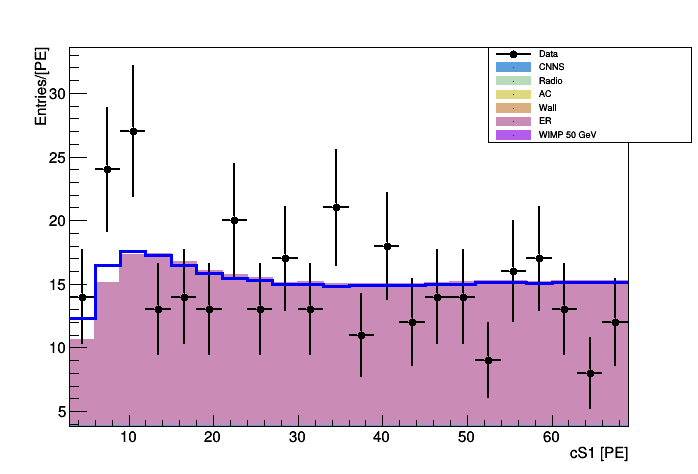 Entries/[PE]
30
25
20
15
10
5
10
20
30
40
50
60
cS1 [PE]
Data
CNNS
Radio
AC
Wall
ER
WIMP 50 GeV